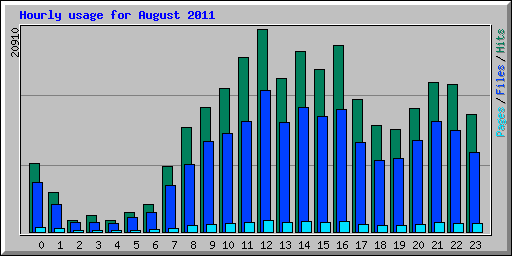 Hourly usage for August 2011
20910
Pages/Files/Hits
0 1 2 3 4 5 6 7 8 9 10 11 12 13 14 15 16 17 18 19 20 21 22 23